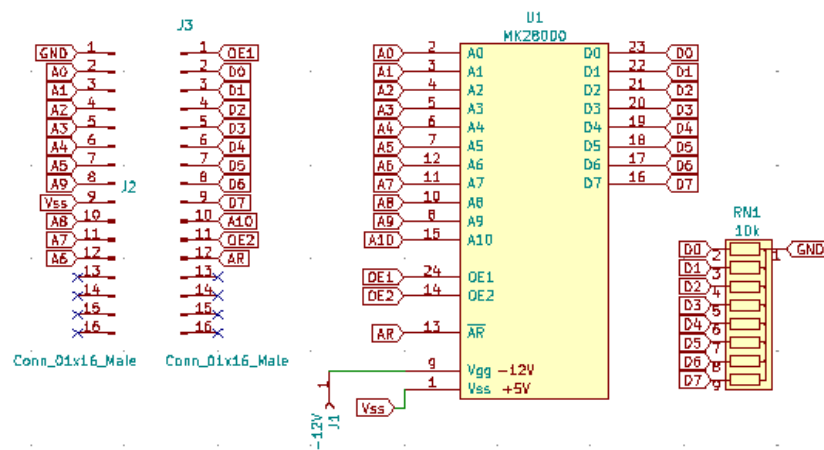 J3
GND 1
A0 2
A1 3
A2 4
A3 5
A4 6
A5 7
A9 8
J2
Vss 9
A8 10
A7 11
A6 12
13
14
15
16
Conn_01x16_Male
1 OE1
2 D0
3 D1
4 D2
5 D3
6 D4
7 D5
8 D6
9 D7
10 A10
11 OE2
12 AR
13
14
15
16
Conn_01x16_Male
U1
MK28000
A0 2 A0 D0 23 D0
A1 3 A1 D1 22 D1
A2 4 A2 D2 21 D2
A3 5 A3 D3 20 D3
A4 6 A4 D4 19 D4
A5 7 A5 D5 18 D5
A6 12 A6 D6 17 D6
A7 11 A7 D7 16 D7
A8 10 A8
A9 8 A9
A10 15 A10
OE1 24 OE1
OE2 14 OE2
AR 13 AR
9 Vgg -12V
Vss 1 Vss +5V
1
-12V
J1
RN1
10k
D0 2 1 GND
D1 3
D2 4
D3 5
D4 6
D5 7
D6 8
D7 9